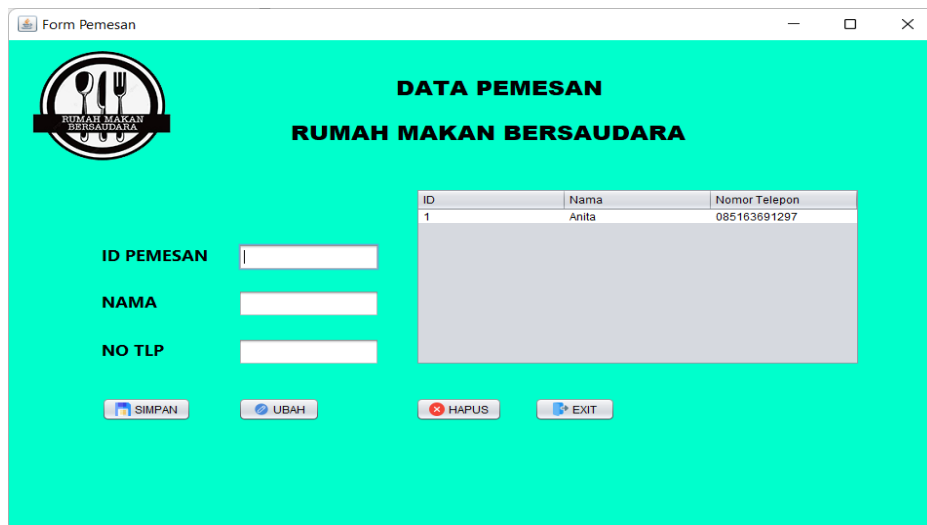 Form Pemesan
RUMAH MAKAN
BERSAUDARA
DATA PEMESAN
RUMAH MAKAN BERSAUDARA
ID Nama Nomor Telepon
1 Anita 085163691297
ID PEMESAN
NAMA
NO TLP
SIMPAN UBAH HAPUS EXIT